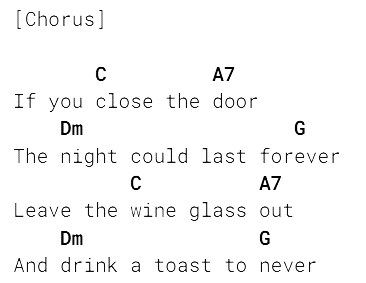 [Chorus]
C A7
If you close the door
Dm G
The night could last forever
C A7
Leave the wine glass out
Dm G
And drink a toast to never